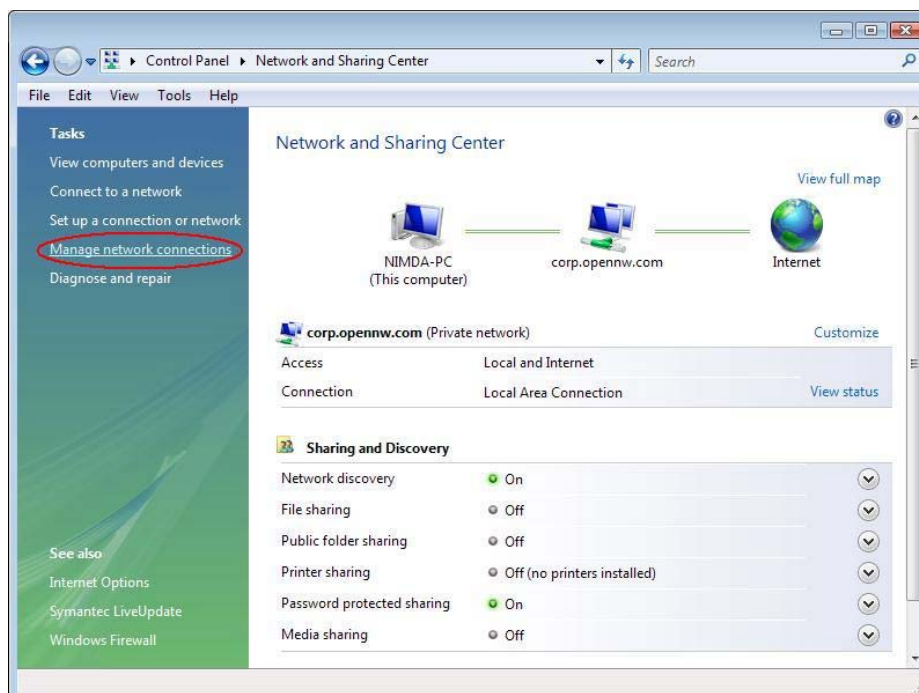 Control Panel Network and Sharing Center Search
File Edit View Tools Help
Tasks
View computers and devices
Connect to a network
Set up a connection or network
Manage network connections
Diagnose and repair
See also
Internet Options
Symantec LiveUpdate
Windows Firewall
Network and Sharing Center
View full map
NIMDA-PC
(This computer)
corp.opennw.com
Internet
corp.opennw.com (Private network) Customize
Access Local and Internet
Connection Local Area Connection View status
Sharing and Discovery
Network discovery On
File sharing Off
Public folder sharing Off
Printer sharing Off (no printers installed)
Password protected sharing On
Media sharing Off